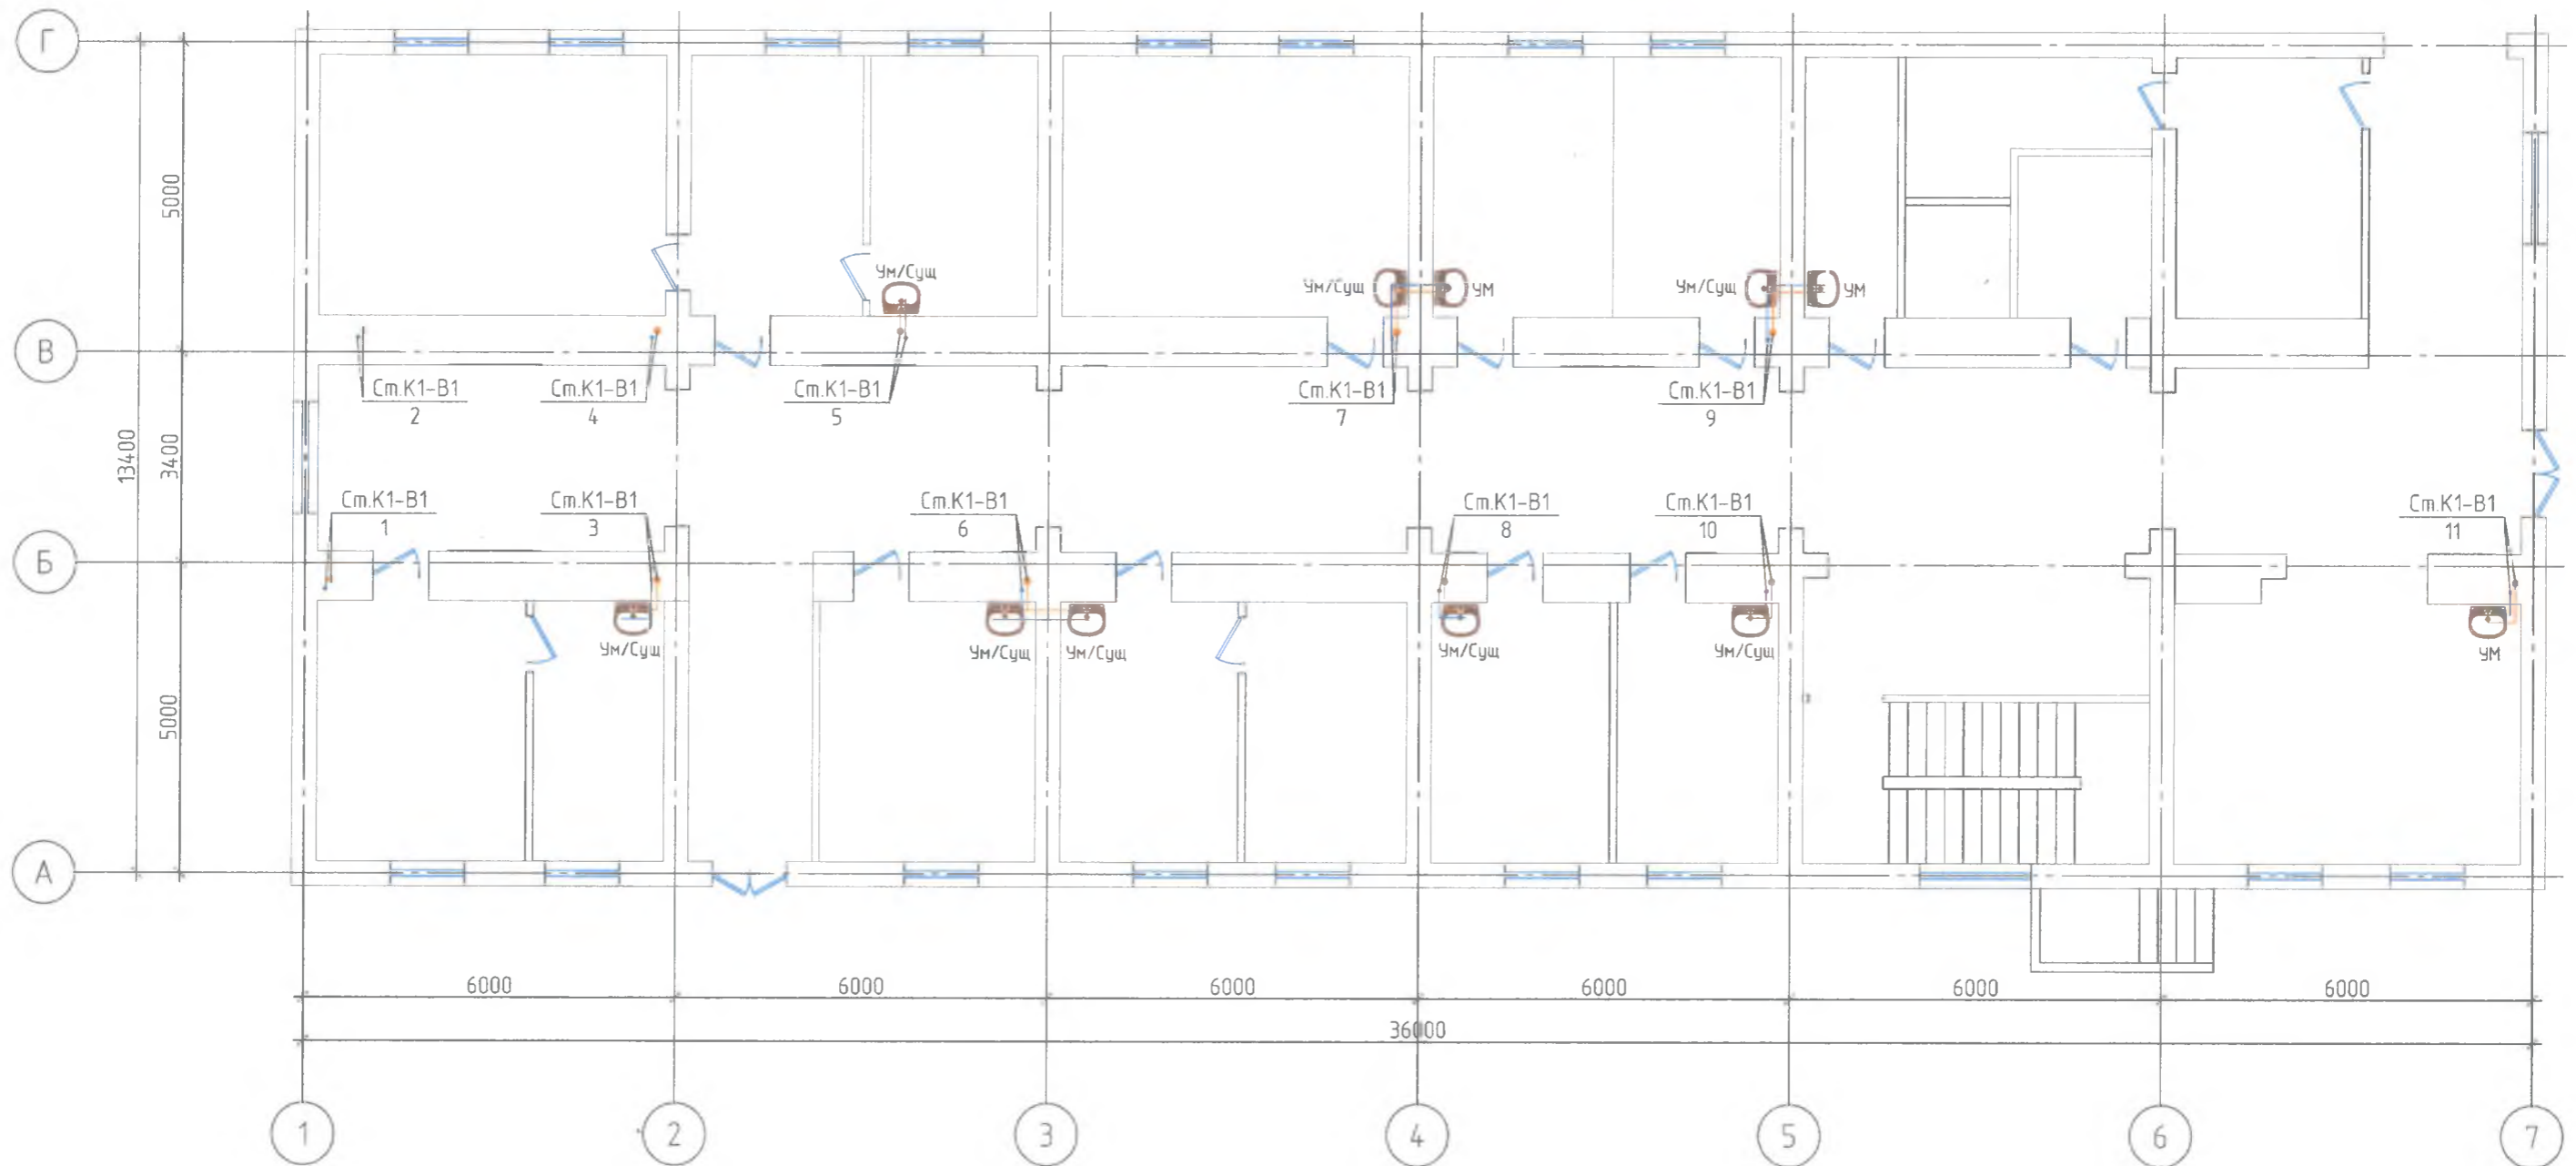 Г
5000
Ум/Сущ
Ум/Сущ
УМ
Ум/Сущ
УМ
В
Ст.К1-В1
2
Ст.К1-В1
4
Ст.К1-В1
5
Ст.К1-В1
7
Ст.К1-В1
9
13400
3400
Ст.К1-В1
1
Ст.К1-В1
3
Ст.К1-В1
6
Ст.К1-В1
8
Ст.К1-В1
10
Ст.К1-В1
11
Б
Ум/Сущ
Ум/Сущ
Ум/Сущ
Ум/Сущ
Ум/Сущ
УМ
5000
А
6000
6000
6000
6000
6000
6000
36000
1
2
3
4
5
6
7